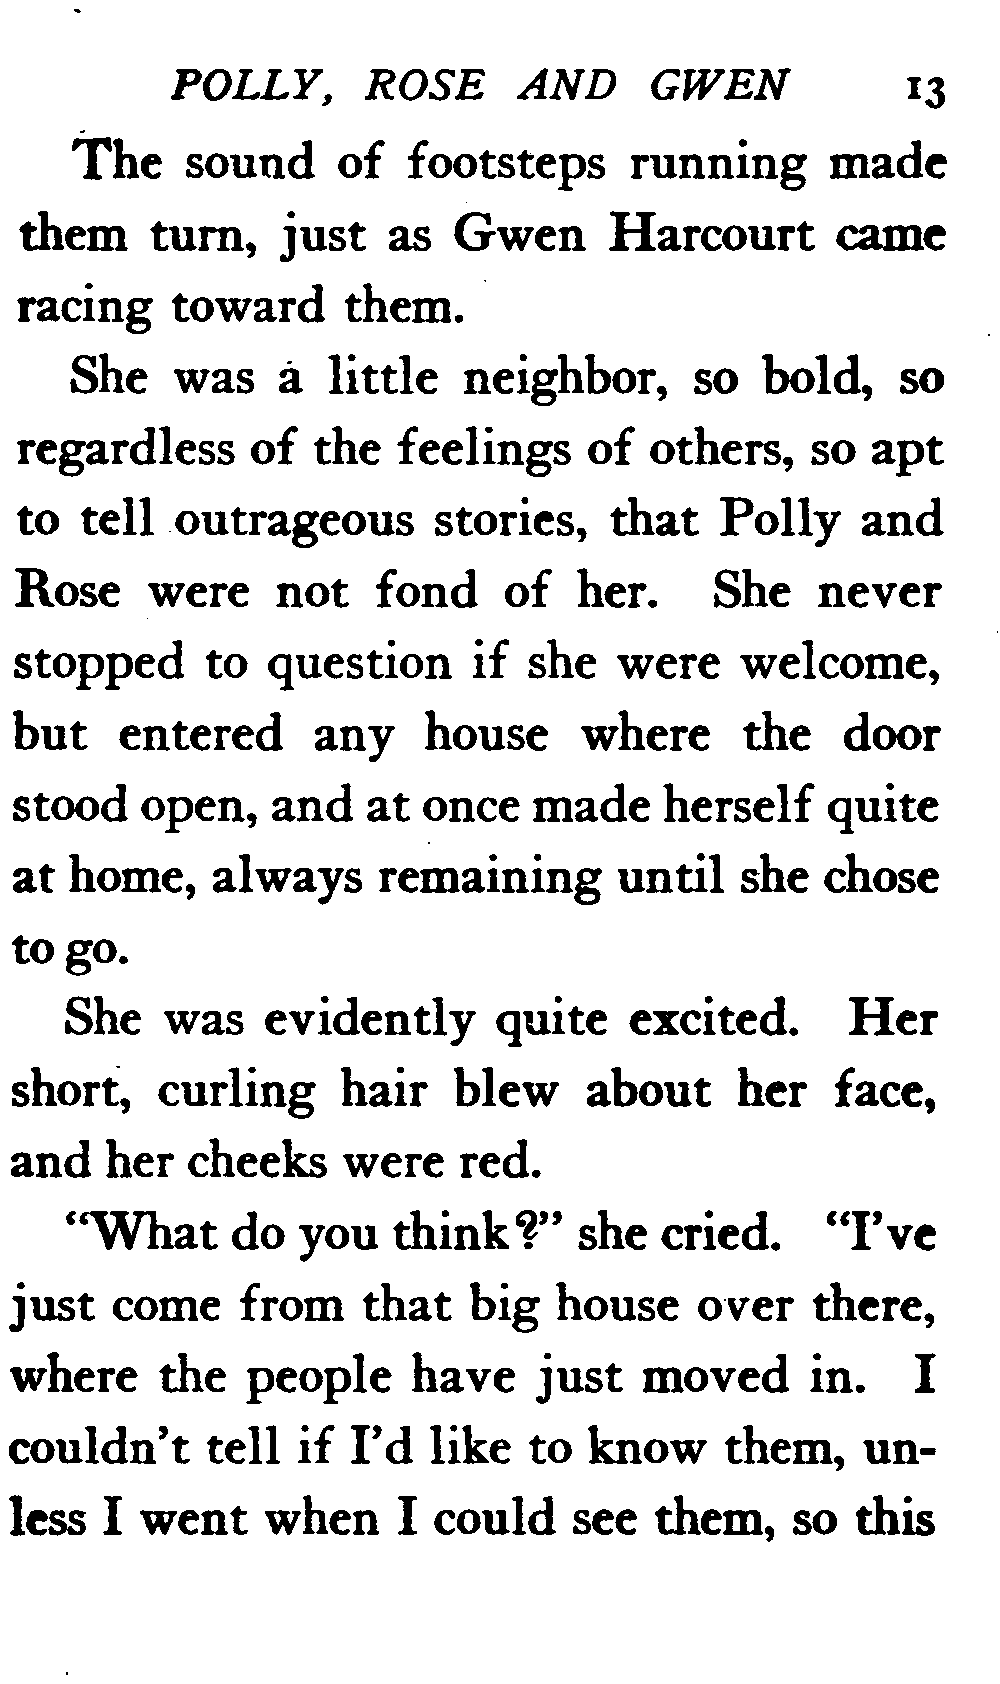 POLLY, ROSE AND GWEN 13
The sound of footsteps running made
them turn, just as Gwen Harcourt came
racing toward them.
She was a little neighbor, so bold, so
regardless of the feelings of others, so apt
to tell outrageous stories, that Polly and
Rose were not fond of her. She never
stopped to question if she were welcome,
but entered any house where the door
stood open, and at once made herself quite
at home, always remaining until she chose
to go.
She was evidently quite excited. Her
short, curling hair blew about her face,
and her cheeks were red.
“What do you think?” she cried. “I’ve
just come from that big house over there,
where the people have just moved in. I
couldn’t tell if I’d like to know them, un-
less I went when I could see them, so this